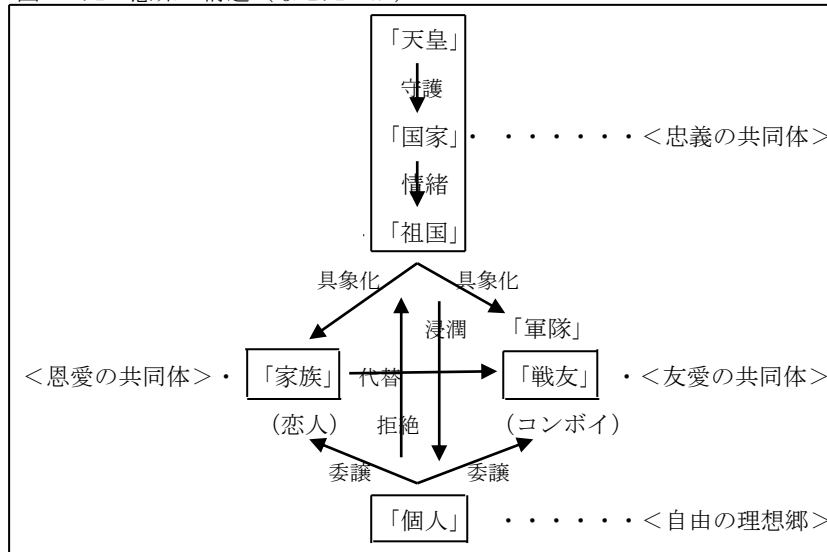 「天皇」
守護
「国家」・ ・・・・・・<忠義の共同体>
情緒
「祖国」
具象化 具象化
浸潤 「軍隊」
<恩愛の共同体>・ 「家族」 代替 「戦友」 ・<友愛の共同体>
(恋人) 拒絶 (コンボイ)
委譲 委譲
「個人」 ・・・・・・<自由の理想郷>